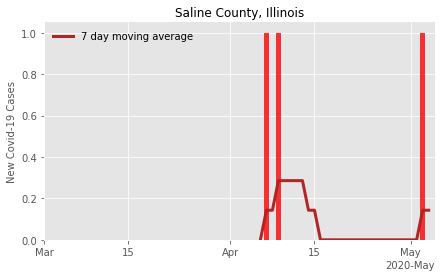 Saline County, Illinois
7 day moving average
New Covid-19 Cases
1.0
0.8
0.6
0.4
0.2
0.0
Mar
15
Apr
15
May
2020-May